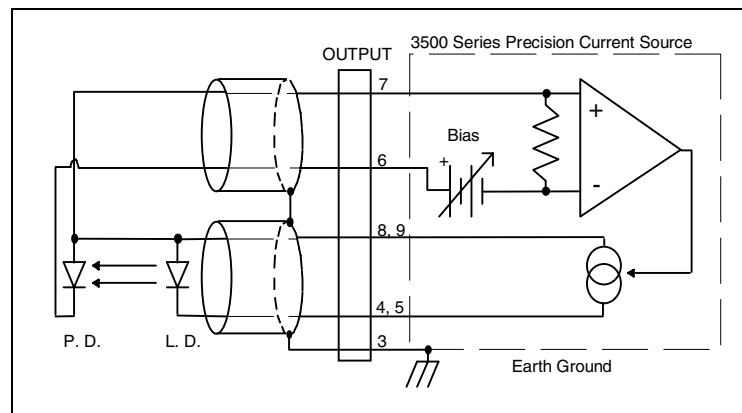 3500 Series Precision Current Source
OUTPUT
7
Bias
+
-
6
+
8, 9
4, 5
3
P. D.
L. D.
Earth Ground